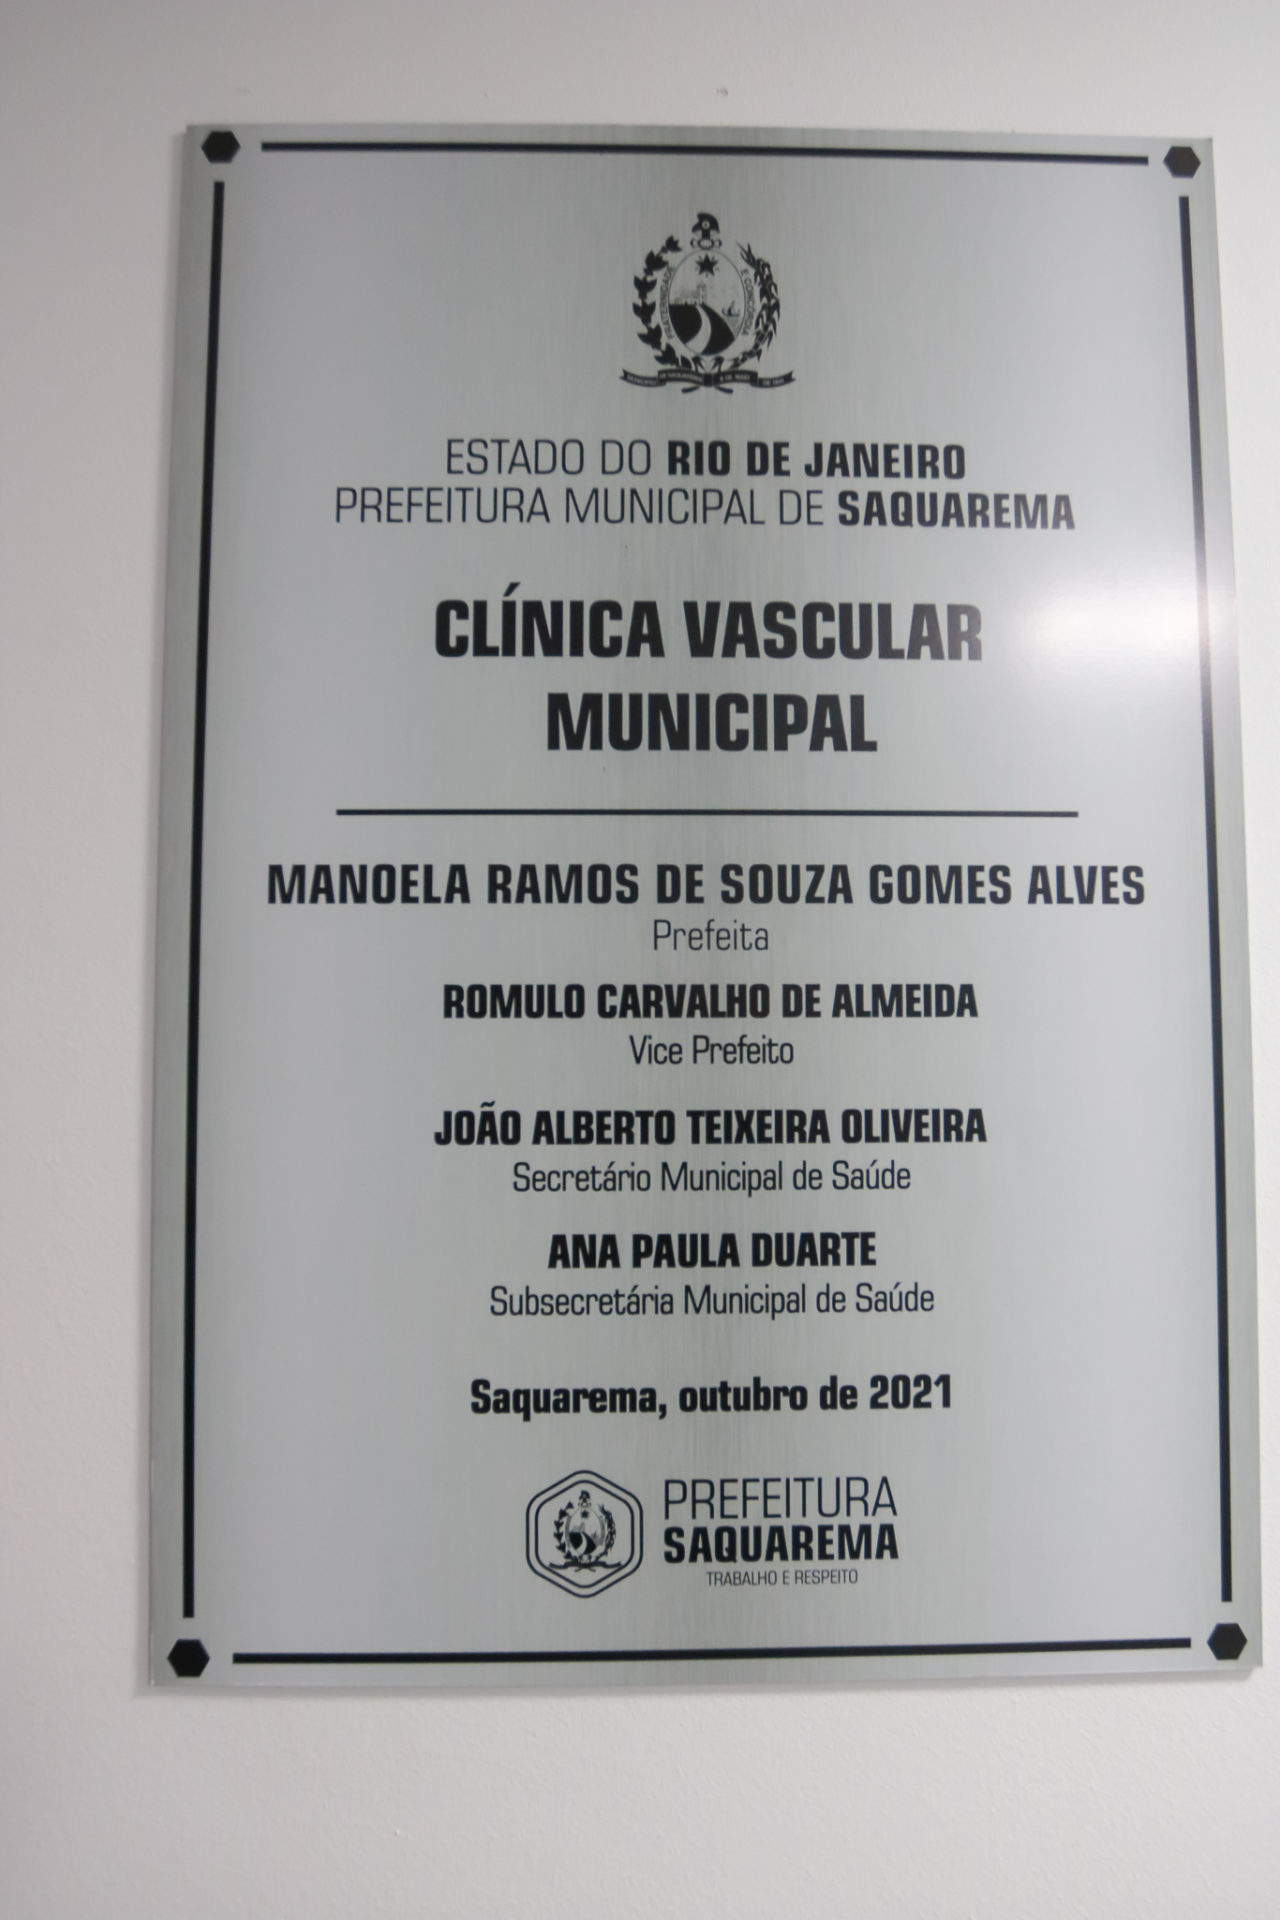 FRATERNIDADE E CONCÓRDIA
ESTADO DO RIO DE JANEIRO
PREFEITURA MUNICIPAL DE SAQUAREMA
CLÍNICA VASCULAR
MUNICIPAL
MANOELA RAMOS DE SOUZA GOMES ALVES
Prefeita
ROMULO CARVALHO DE ALMEIDA
Vice Prefeito
JOÃO ALBERTO TEIXEIRA OLIVEIRA
Secretário Municipal de Saúde
ANA PAULA DUARTE
Subsecretária Municipal de Saúde
Saquarema, outubro de 2021
PREFEITURA
SAQUAREMA
TRABALHO E RESPEITO